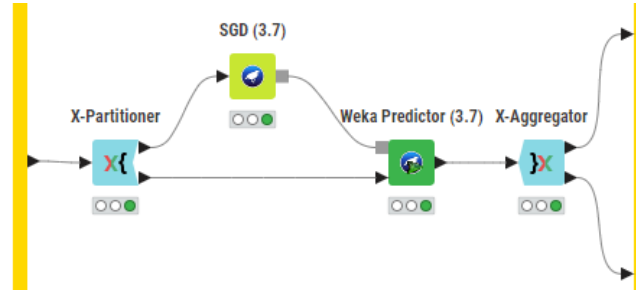 SGD (3.7)
X-Partitioner
Weka Predictor (3.7)
X-Aggregator
X{
}X